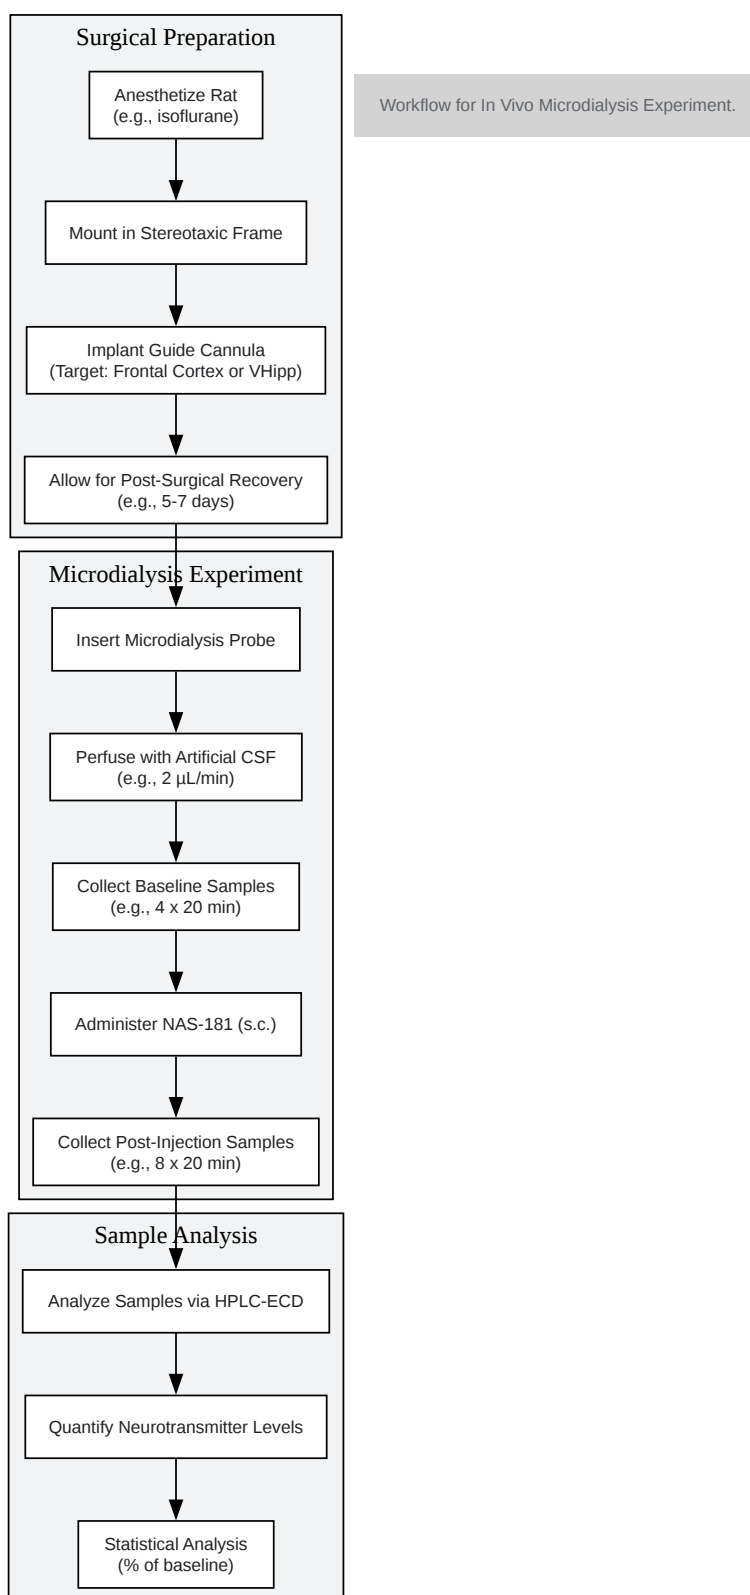 Surgical Preparation
Anesthetize Rat
(e.g., isoflurane)
Workflow for In Vivo Microdialysis Experiment.
Mount in Stereotaxic Frame
Implant Guide Cannula
(Target: Frontal Cortex or VHipp)
Allow for Post-Surgical Recovery
(e.g., 5-7 days)
Microdialysis Experiment
Insert Microdialysis Probe
Perfuse with Artificial CSF
(e.g., 2 µL/min)
Collect Baseline Samples
(e.g., 4 x 20 min)
Administer NAS-181 (s.c.)
Collect Post-Injection Samples
(e.g., 8 x 20 min)
Sample Analysis
Analyze Samples via HPLC-ECD
Quantify Neurotransmitter Levels
Statistical Analysis
(% of baseline)